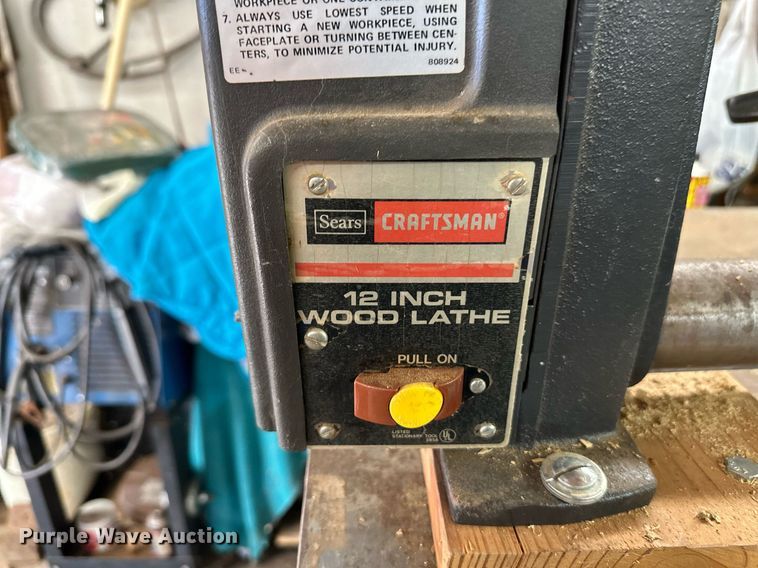 WORKPIECE OR ONE CONTA
7. ALWAYS USE LOWEST SPEED WHEN
STARTING A NEW WORKPIECE, USING
FACEPLATE OR TURNING BETWEEN CEN-
TERS, TO MINIMIZE POTENTIAL INJURY.
808924
Sears CRAFTSMAN®
12 INCH
WOOD LATHE
PULL ON
LISTED
STATIONARY TOOL
UL
Purple Wave Auction